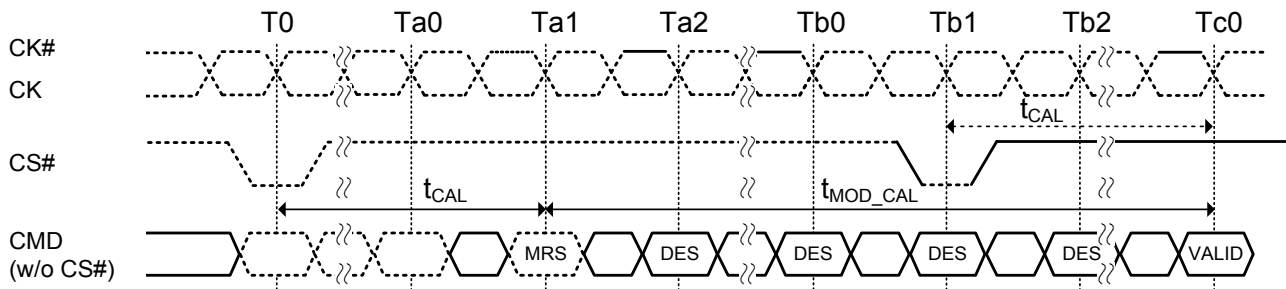 T0 Ta0 Ta1 Ta2 Tb0 Tb1 Tb2 Tc0
CK#
CK
tCAL
CS#
tCAL tMOD_CAL
CMD MRS DES DES DES DES VALID
(w/o CS#)